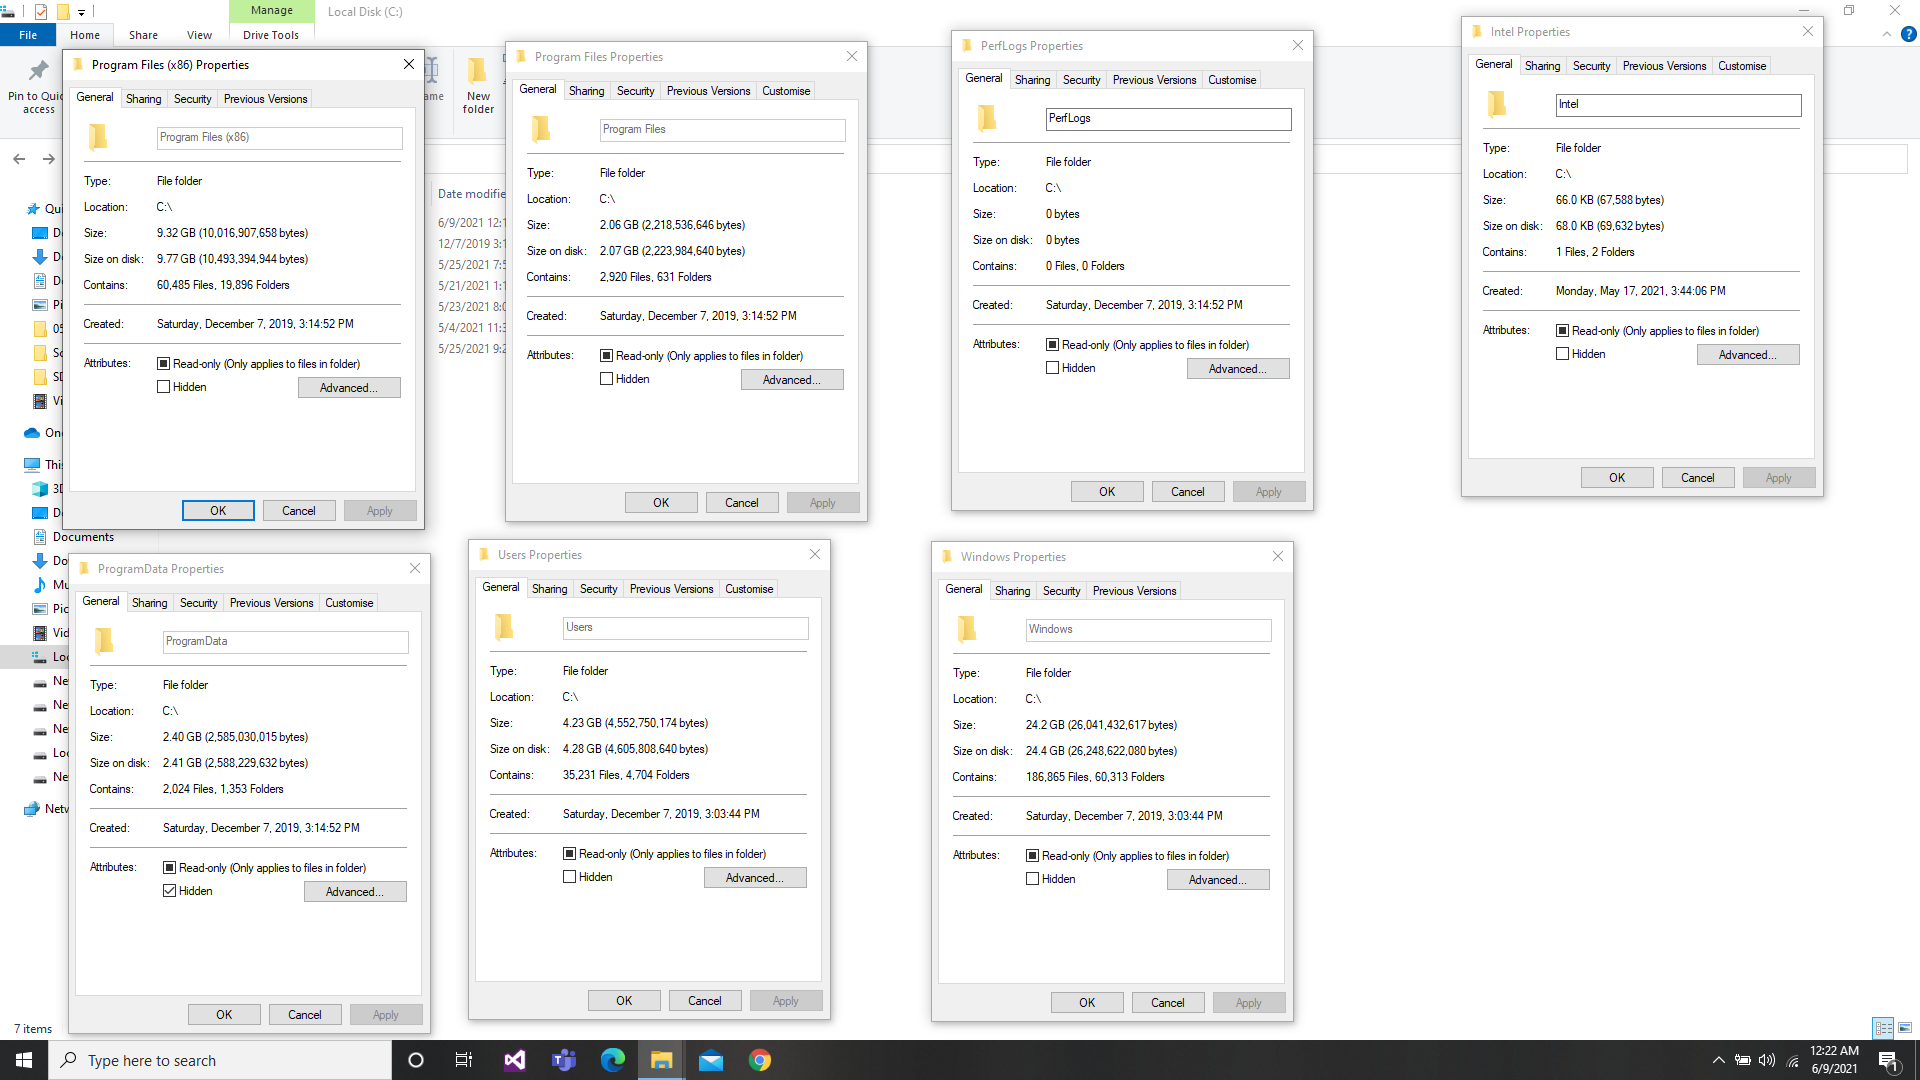 Manage
Local Disk (C:)
File
Home
Share
View
Drive Tools
Pin to Quic
access
New
folder
Date modifie
6/9/2021 12:1
12/7/2019 3:1
5/25/2021 7:5
5/21/2021 1:1
5/23/2021 8:0
5/4/2021 11:3
5/25/2021 9:2
Documents
7 items
Program Files (x86) Properties
General
Sharing
Security
Previous Versions
Program Files (x86)
Type: File folder
Location: C:\
Size: 9.32 GB (10,016,907,658 bytes)
Size on disk: 9.77 GB (10,493,394,944 bytes)
Contains: 60,485 Files, 19,896 Folders
Created: Saturday, December 7, 2019, 3:14:52 PM
Attributes: Read-only (Only applies to files in folder)
Hidden
Advanced...
OK
Cancel
Apply
Program Files Properties
General
Sharing
Security
Previous Versions
Customise
Program Files
Type: File folder
Location: C:\
Size: 2.06 GB (2,218,536,646 bytes)
Size on disk: 2.07 GB (2,223,984,640 bytes)
Contains: 2,920 Files, 631 Folders
Created: Saturday, December 7, 2019, 3:14:52 PM
Attributes: Read-only (Only applies to files in folder)
Hidden
Advanced...
OK
Cancel
Apply
PerfLogs Properties
General
Sharing
Security
Previous Versions
Customise
PerfLogs
Type: File folder
Location: C:\
Size: 0 bytes
Size on disk: 0 bytes
Contains: 0 Files, 0 Folders
Created: Saturday, December 7, 2019, 3:14:52 PM
Attributes: Read-only (Only applies to files in folder)
Hidden
Advanced...
OK
Cancel
Apply
Intel Properties
General
Sharing
Security
Previous Versions
Customise
Intel
Type: File folder
Location: C:\
Size: 66.0 KB (67,588 bytes)
Size on disk: 68.0 KB (69,632 bytes)
Contains: 1 Files, 2 Folders
Created: Monday, May 17, 2021, 3:44:06 PM
Attributes: Read-only (Only applies to files in folder)
Hidden
Advanced...
OK
Cancel
Apply
ProgramData Properties
General
Sharing
Security
Previous Versions
Customise
ProgramData
Type: File folder
Location: C:\
Size: 2.40 GB (2,585,030,015 bytes)
Size on disk: 2.41 GB (2,588,229,632 bytes)
Contains: 2,024 Files, 1,353 Folders
Created: Saturday, December 7, 2019, 3:14:52 PM
Attributes: Read-only (Only applies to files in folder)
Hidden
Advanced...
OK
Cancel
Apply
Users Properties
General
Sharing
Security
Previous Versions
Customise
Users
Type: File folder
Location: C:\
Size: 4.23 GB (4,552,750,174 bytes)
Size on disk: 4.28 GB (4,605,808,640 bytes)
Contains: 35,231 Files, 4,704 Folders
Created: Saturday, December 7, 2019, 3:03:44 PM
Attributes: Read-only (Only applies to files in folder)
Hidden
Advanced...
OK
Cancel
Apply
Windows Properties
General
Sharing
Security
Previous Versions
Windows
Type: File folder
Location: C:\
Size: 24.2 GB (26,041,432,617 bytes)
Size on disk: 24.4 GB (26,248,622,080 bytes)
Contains: 186,865 Files, 60,313 Folders
Created: Saturday, December 7, 2019, 3:03:44 PM
Attributes: Read-only (Only applies to files in folder)
Hidden
Advanced...
OK
Cancel
Apply
Type here to search
12:22 AM
6/9/2021
1